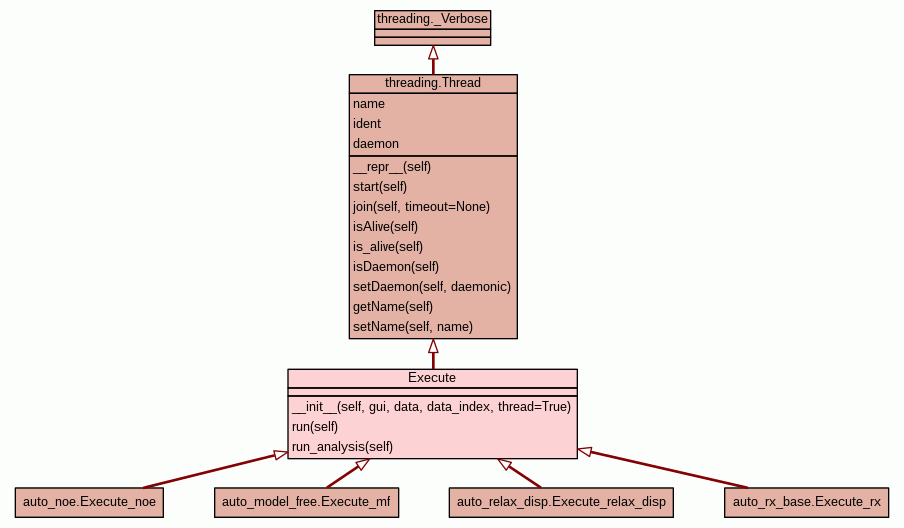 threading._Verbose
threading.Thread
name
ident
daemon
__repr__(self)
start(self)
join(self, timeout=None)
isAlive(self)
is_alive(self)
isDaemon(self)
setDaemon(self, daemonic)
getName(self)
setName(self, name)
Execute
__init__(self, gui, data, data_index, thread=True)
run(self)
run_analysis(self)
auto_noe.Execute_noe
auto_model_free.Execute_mf
auto_relax_disp.Execute_relax_disp
auto_rx_base.Execute_rx